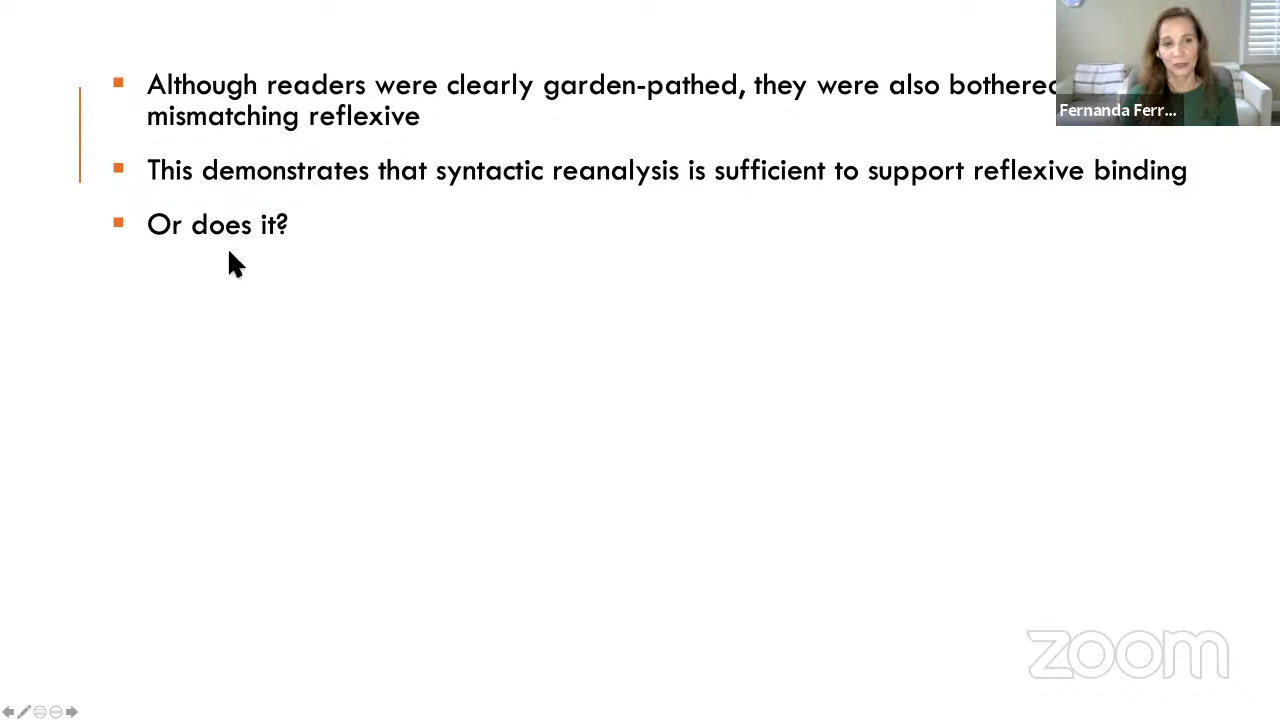 Although readers were clearly garden-pathed, they were also bothered
mismatching reflexive
This demonstrates that syntactic reanalysis is sufficient to support reflexive binding
Or does it?
Fernanda Ferr...
zoom